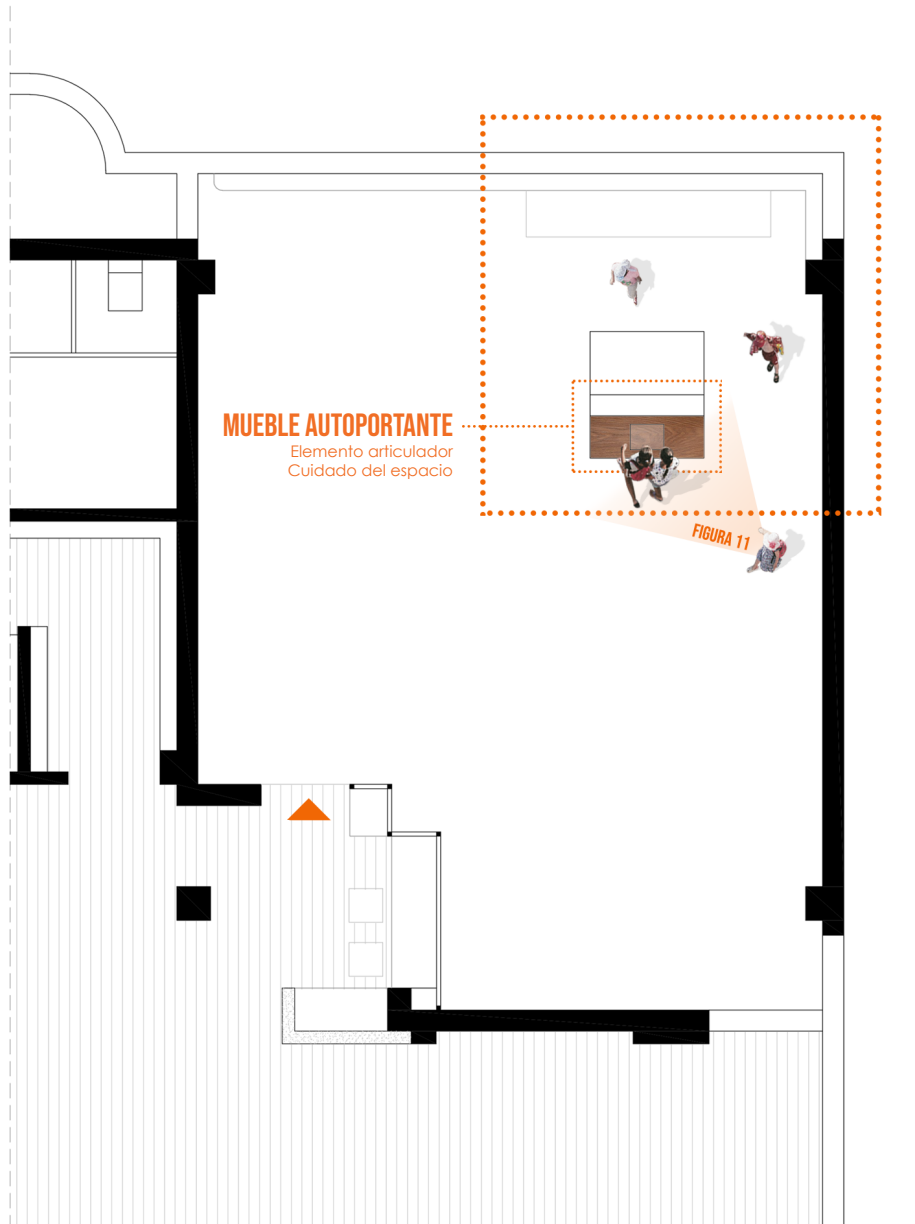 MUEBLE AUTOPORTANTE
Elemento articulador
Cuidado del espacio
FIGURA 11